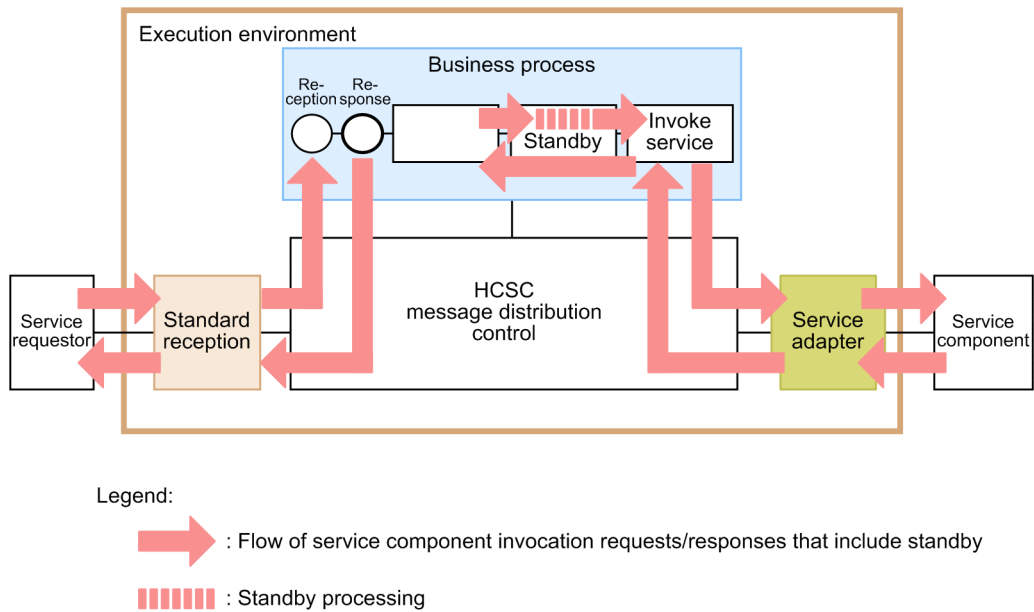 Execution environment
Business process
Re-
ception
Re-
sponse
Standby
Invoke
service
HCSC
message distribution
control
Service
requestor
Standard
reception
Service
adapter
Service
component
Legend:
: Flow of service component invocation requests/responses that include standby
: Standby processing